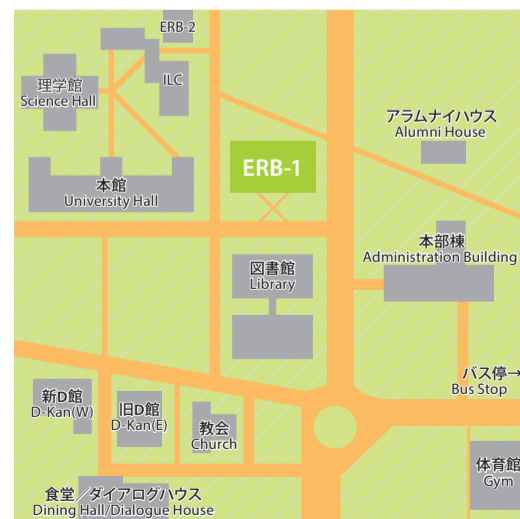 ERB-2
理学館
Science Hall
ILC
アラムナイハウス
Alumni House
ERB-1
本館
University Hall
本部棟
Administration Building
図書館
Library
バス停→
Bus Stop
新D館
D-Kan(W)
旧D館
D-Kan(E)
教会
Church
体育館
Gym
食堂／ダイアログハウス
Dining Hall/Dialogue House